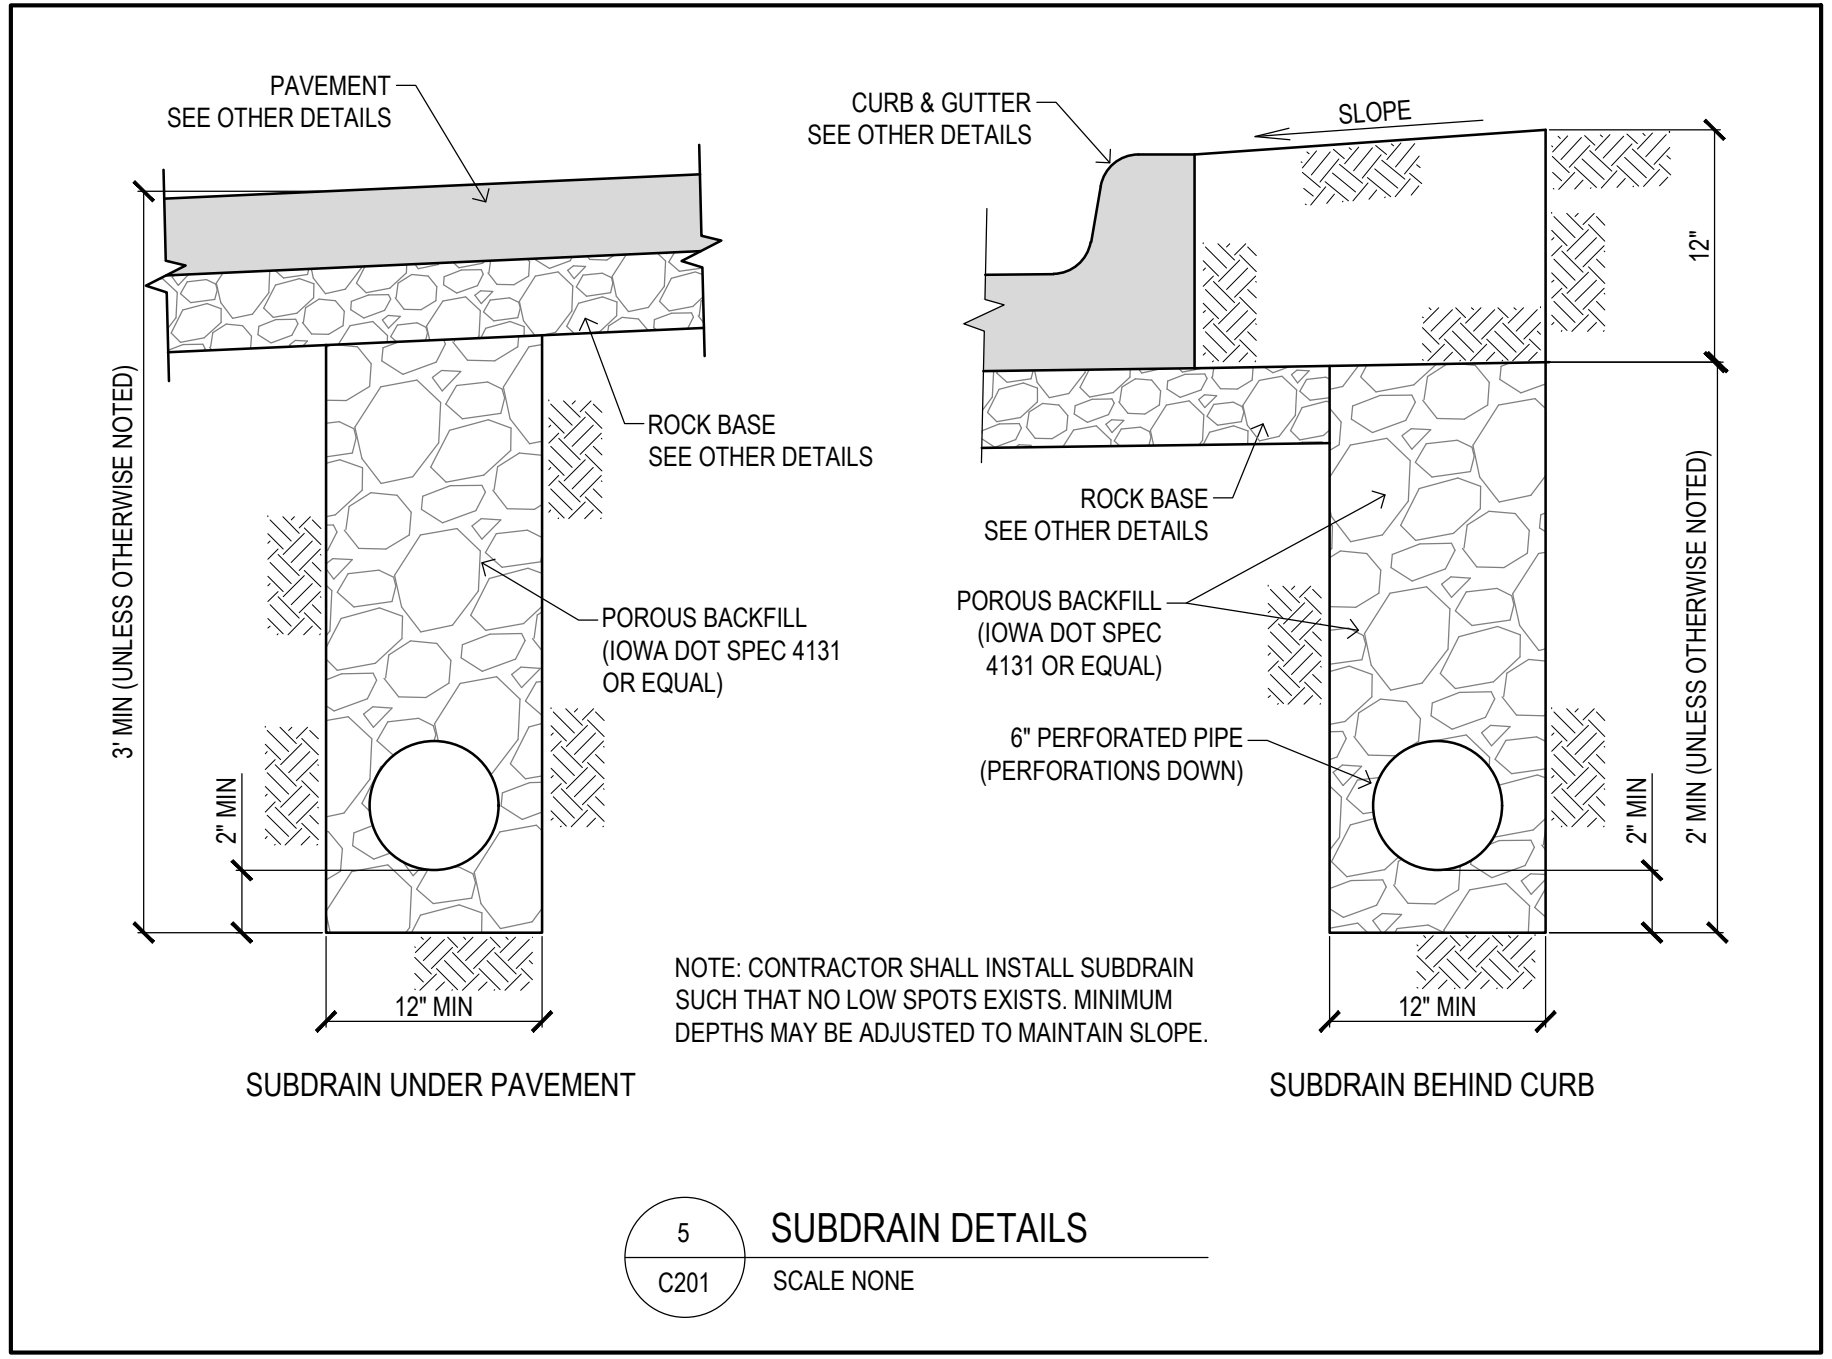 PAVEMENT
SEE OTHER DETAILS
3' MIN (UNLESS OTHERWISE NOTED)
2" MIN
ROCK BASE
SEE OTHER DETAILS
POROUS BACKFILL
(IOWA DOT SPEC 4131
OR EQUAL)
12" MIN
SUBDRAIN UNDER PAVEMENT
CURB & GUTTER
SEE OTHER DETAILS
SLOPE
12"
ROCK BASE
SEE OTHER DETAILS
POROUS BACKFILL
(IOWA DOT SPEC
4131 OR EQUAL)
6" PERFORATED PIPE
(PERFORATIONS DOWN)
2" MIN
2' MIN (UNLESS OTHERWISE NOTED)
12" MIN
SUBDRAIN BEHIND CURB
NOTE: CONTRACTOR SHALL INSTALL SUBDRAIN
SUCH THAT NO LOW SPOTS EXISTS. MINIMUM
DEPTHS MAY BE ADJUSTED TO MAINTAIN SLOPE.
5
C201
SUBDRAIN DETAILS
SCALE NONE